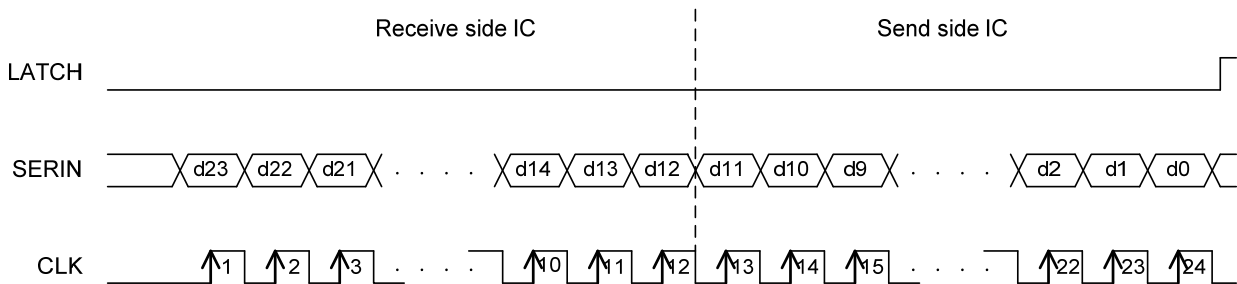 Receive side IC Send side IC
LATCH
SERIN d23 d22 d21 . . . . d14 d13 d12 d11 d10 d9 . . . . d2 d1 d0
CLK 1 2 3 . . . . 10 11 12 13 14 15 . . . . 22 23 24